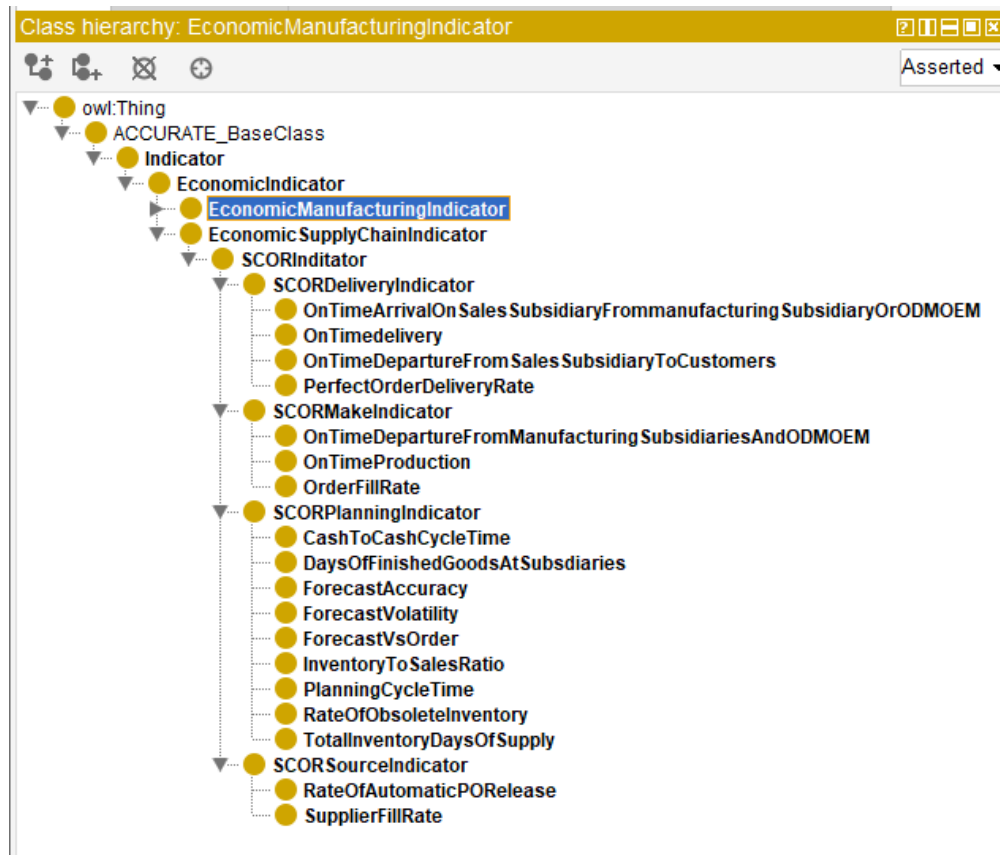 Class hierarchy: EconomicManufacturingIndicator
Asserted
owl:Thing
ACCURATE_BaseClass
Indicator
EconomicIndicator
EconomicManufacturingIndicator
EconomicSupplyChainIndicator
SCORInditator
SCORDeliveryIndicator
OnTimeArrivalOnSalesSubsidiaryFrommanufacturingSubsidiaryOrODMOEM
OnTimedelivery
OnTimeDepartureFromSalesSubsidiaryToCustomers
PerfectOrderDeliveryRate
SCORMakeIndicator
OnTimeDepartureFromManufacturingSubsidiariesAndODMOEM
OnTimeProduction
OrderFillRate
SCORPlanningIndicator
CashToCashCycleTime
DaysOfFinishedGoodsAtSubsdiaries
ForecastAccuracy
ForecastVolatility
ForecastVsOrder
InventoryToSalesRatio
PlanningCycleTime
RateOfObsoleteInventory
TotalInventoryDaysOfSupply
SCORSourceIndicator
RateOfAutomaticPORelease
SupplierFillRate